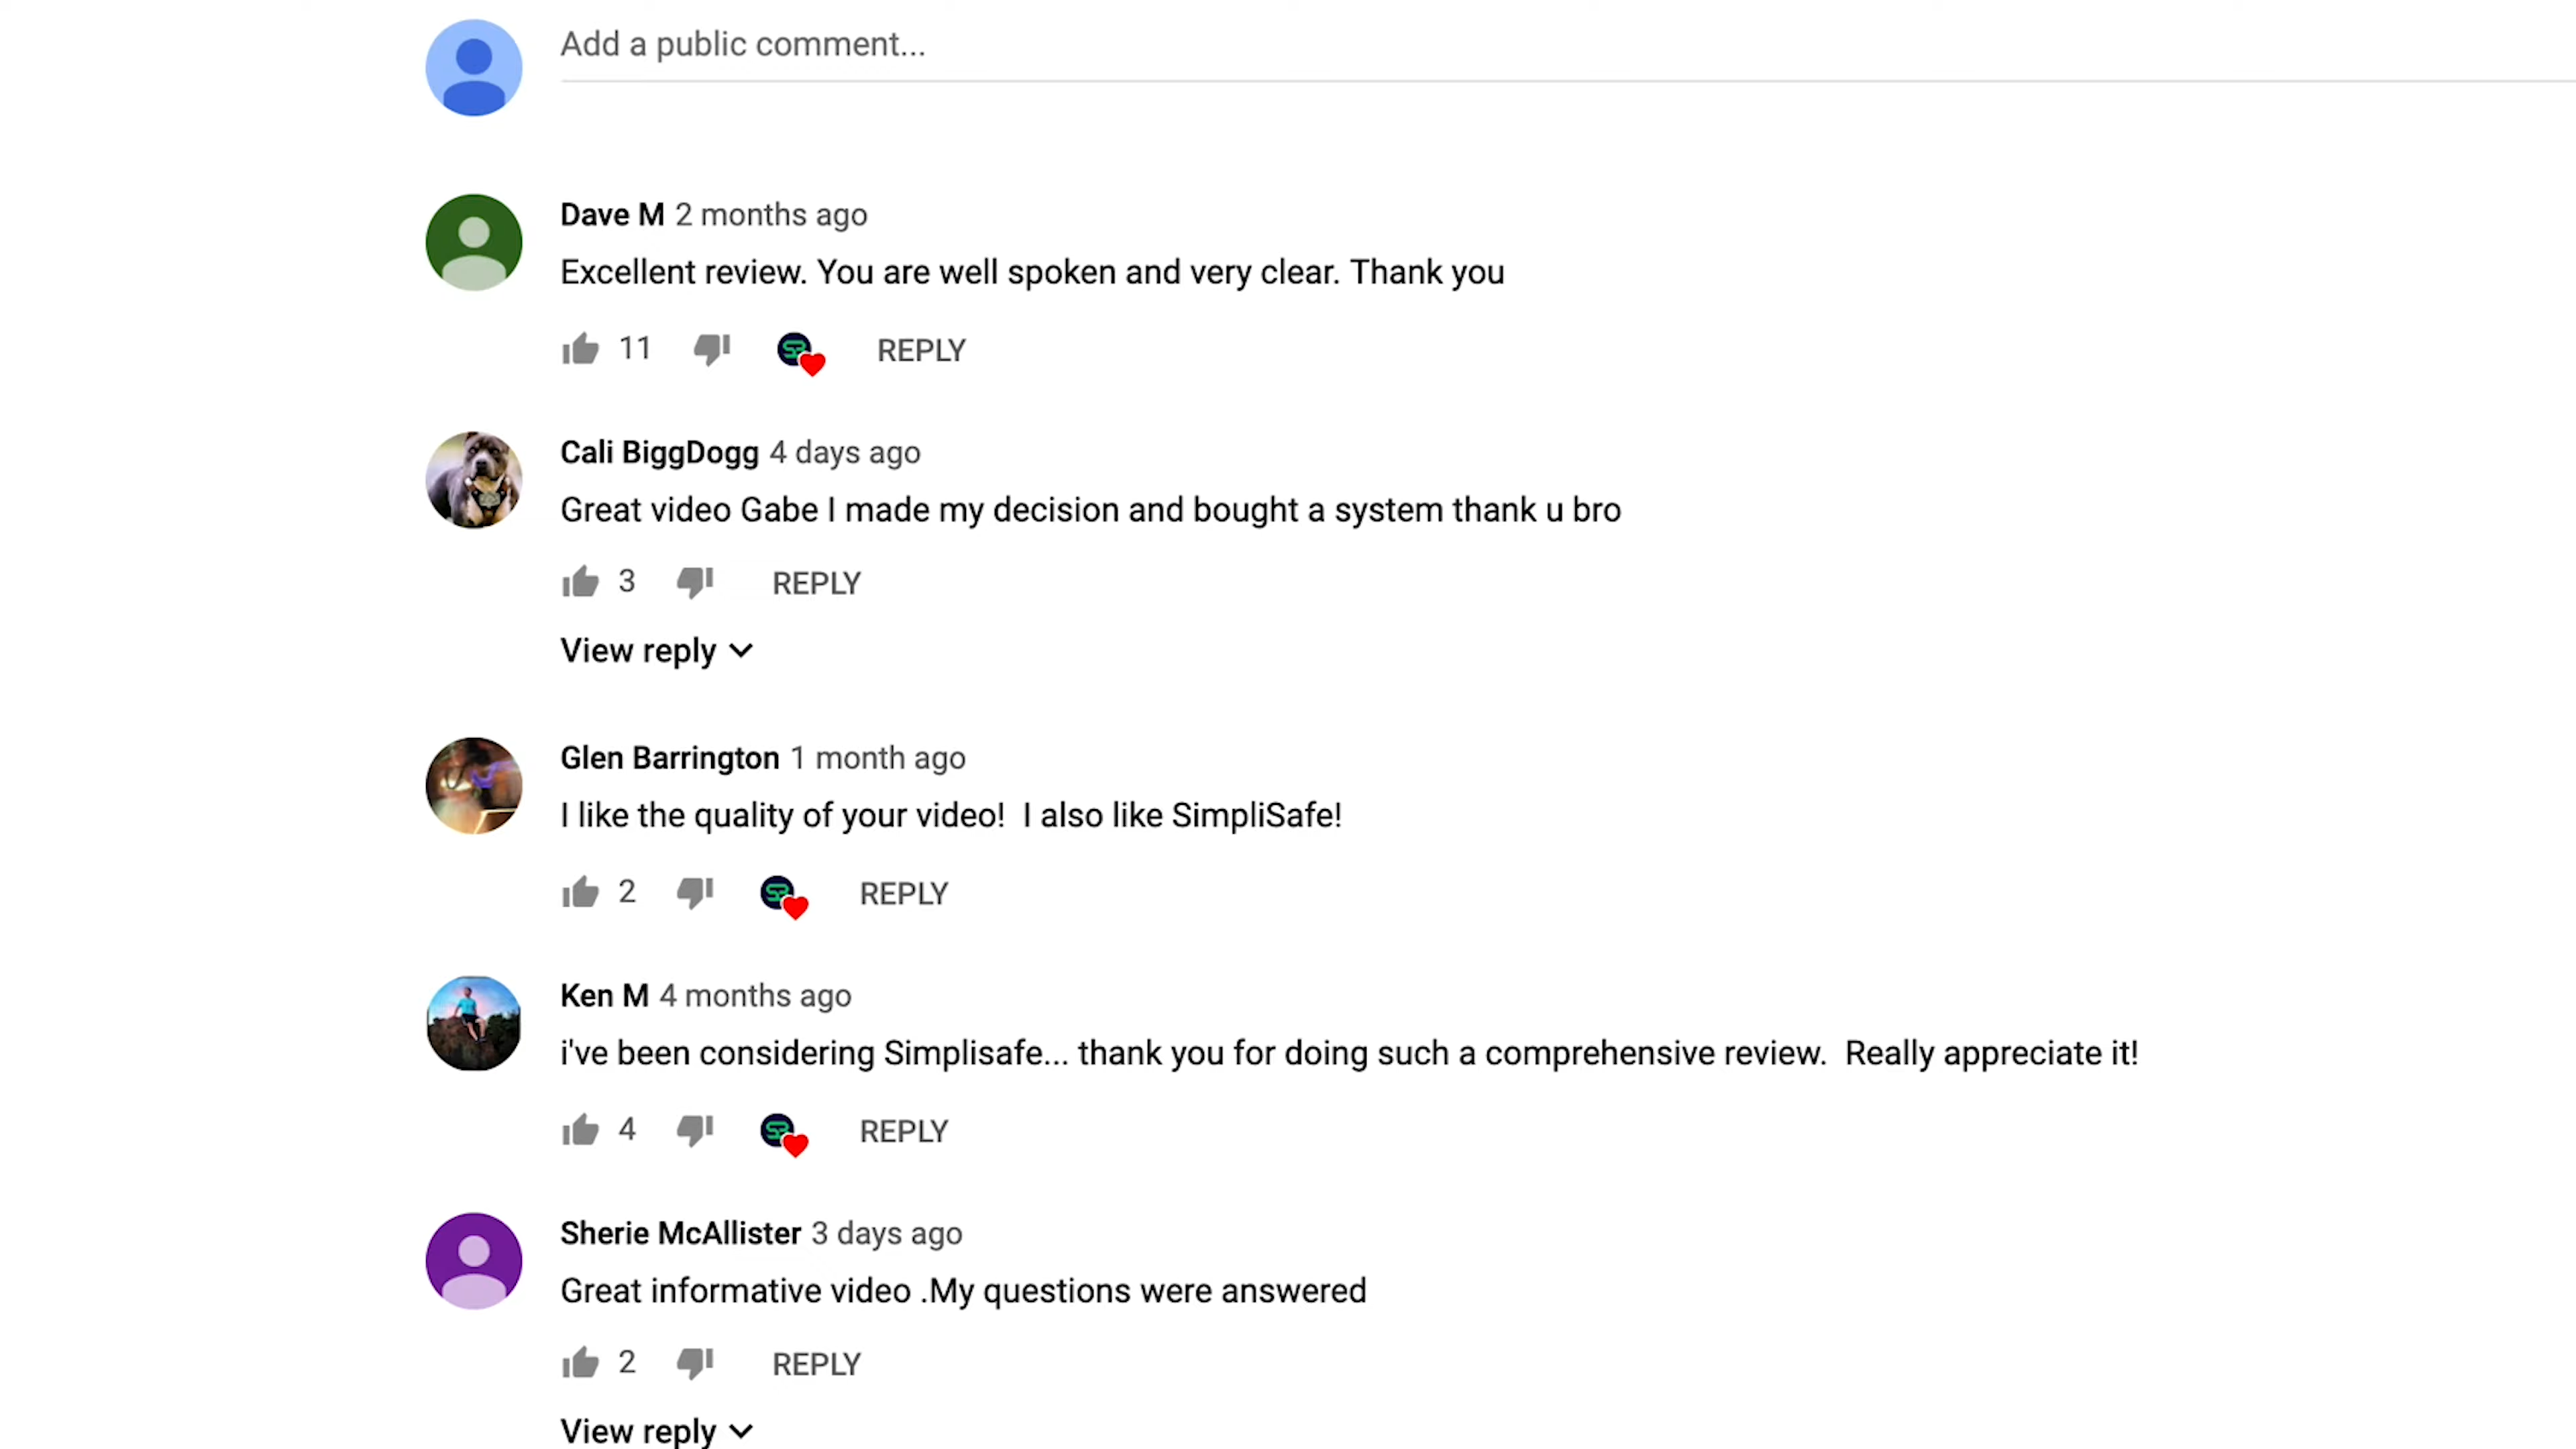 Add a public comment...
Dave M 2 months ago
Excellent review. You are well spoken and very clear. Thank you
11 REPLY
Cali BiggDogg 4 days ago
Great video Gabe I made my decision and bought a system thank u bro
3 REPLY
View reply
Glen Barrington 1 month ago
I like the quality of your video!  I also like SimpliSafe!
2 REPLY
Ken M 4 months ago
i've been considering Simplisafe... thank you for doing such a comprehensive review.  Really appreciate it!
4 REPLY
Sherie McAllister 3 days ago
Great informative video .My questions were answered
2 REPLY
View reply